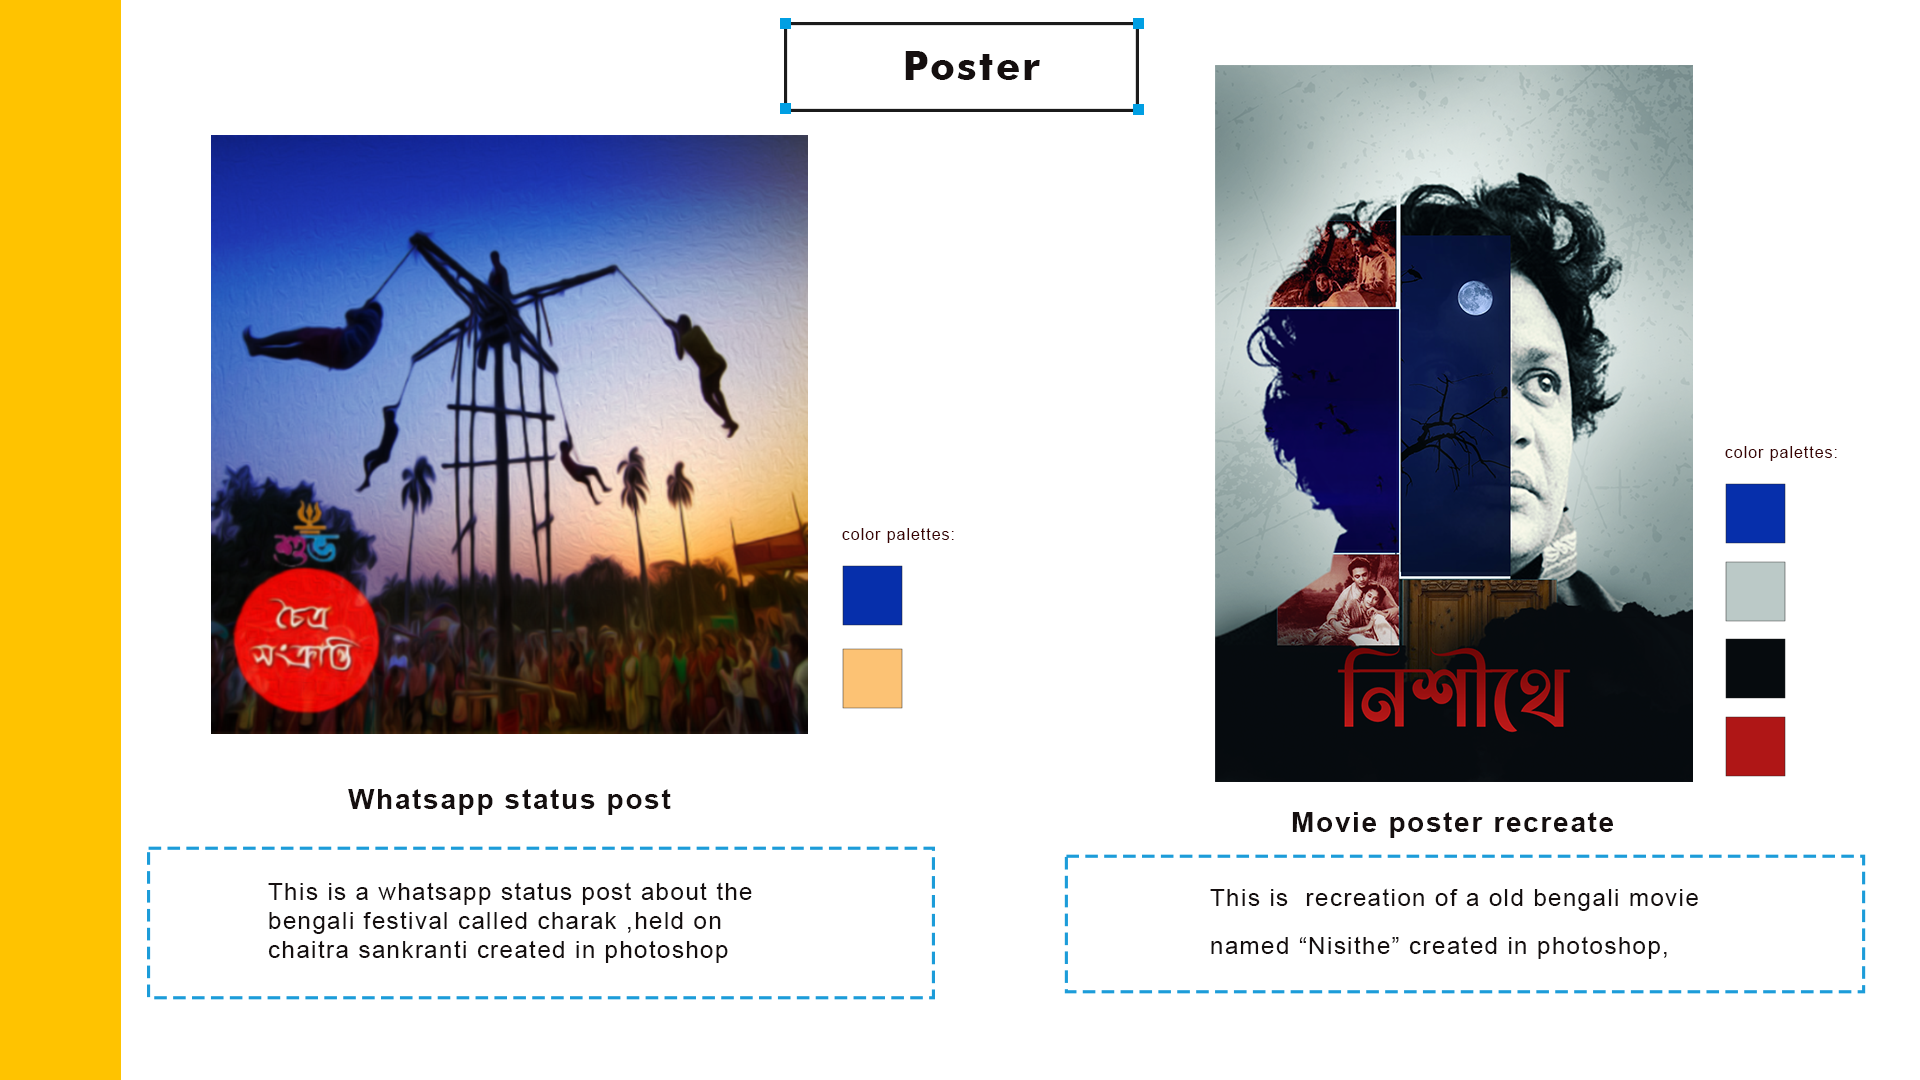 Poster
শুভ
চৈত্র
সংক্রান্তি
color palettes:
Whatsapp status post
This is a whatsapp status post about the
bengali festival called charak ,held on
chaitra sankranti created in photoshop
নিশীথে
color palettes:
Movie poster recreate
This is  recreation of a old bengali movie
named “Nisithe” created in photoshop,